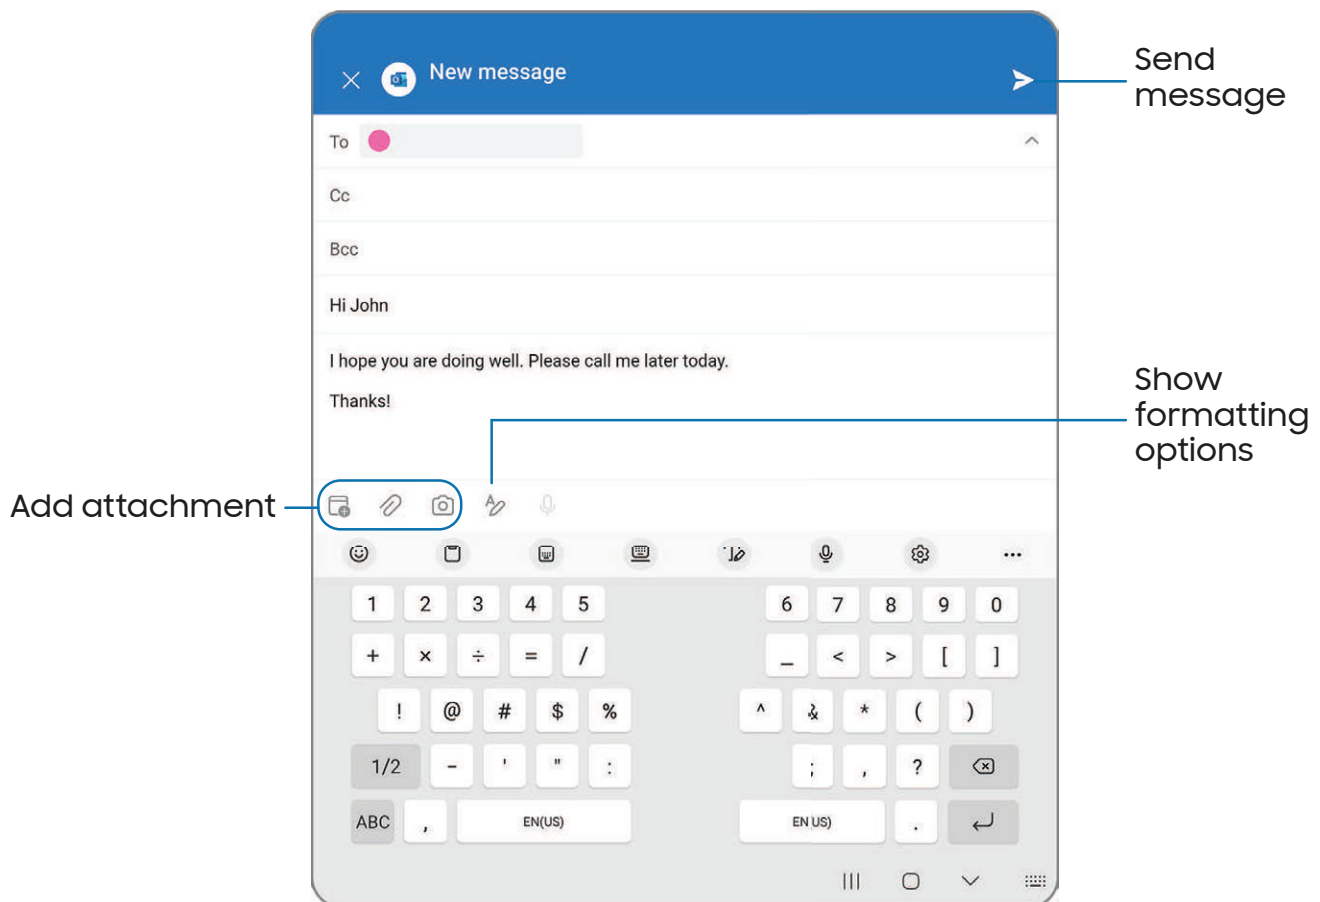 New message
Send
message
To
Cc
Bcc
Hi John
I hope you are doing well. Please call me later today.
Thanks!
Show
formatting
options
Add attachment
1 2 3 4 5 6 7 8 9 0
+ × ÷ = / _ < > [ ]
! @ # $ % ^ & * ( )
1/2 - ' " : ; , ?
ABC , EN(US) EN US) .